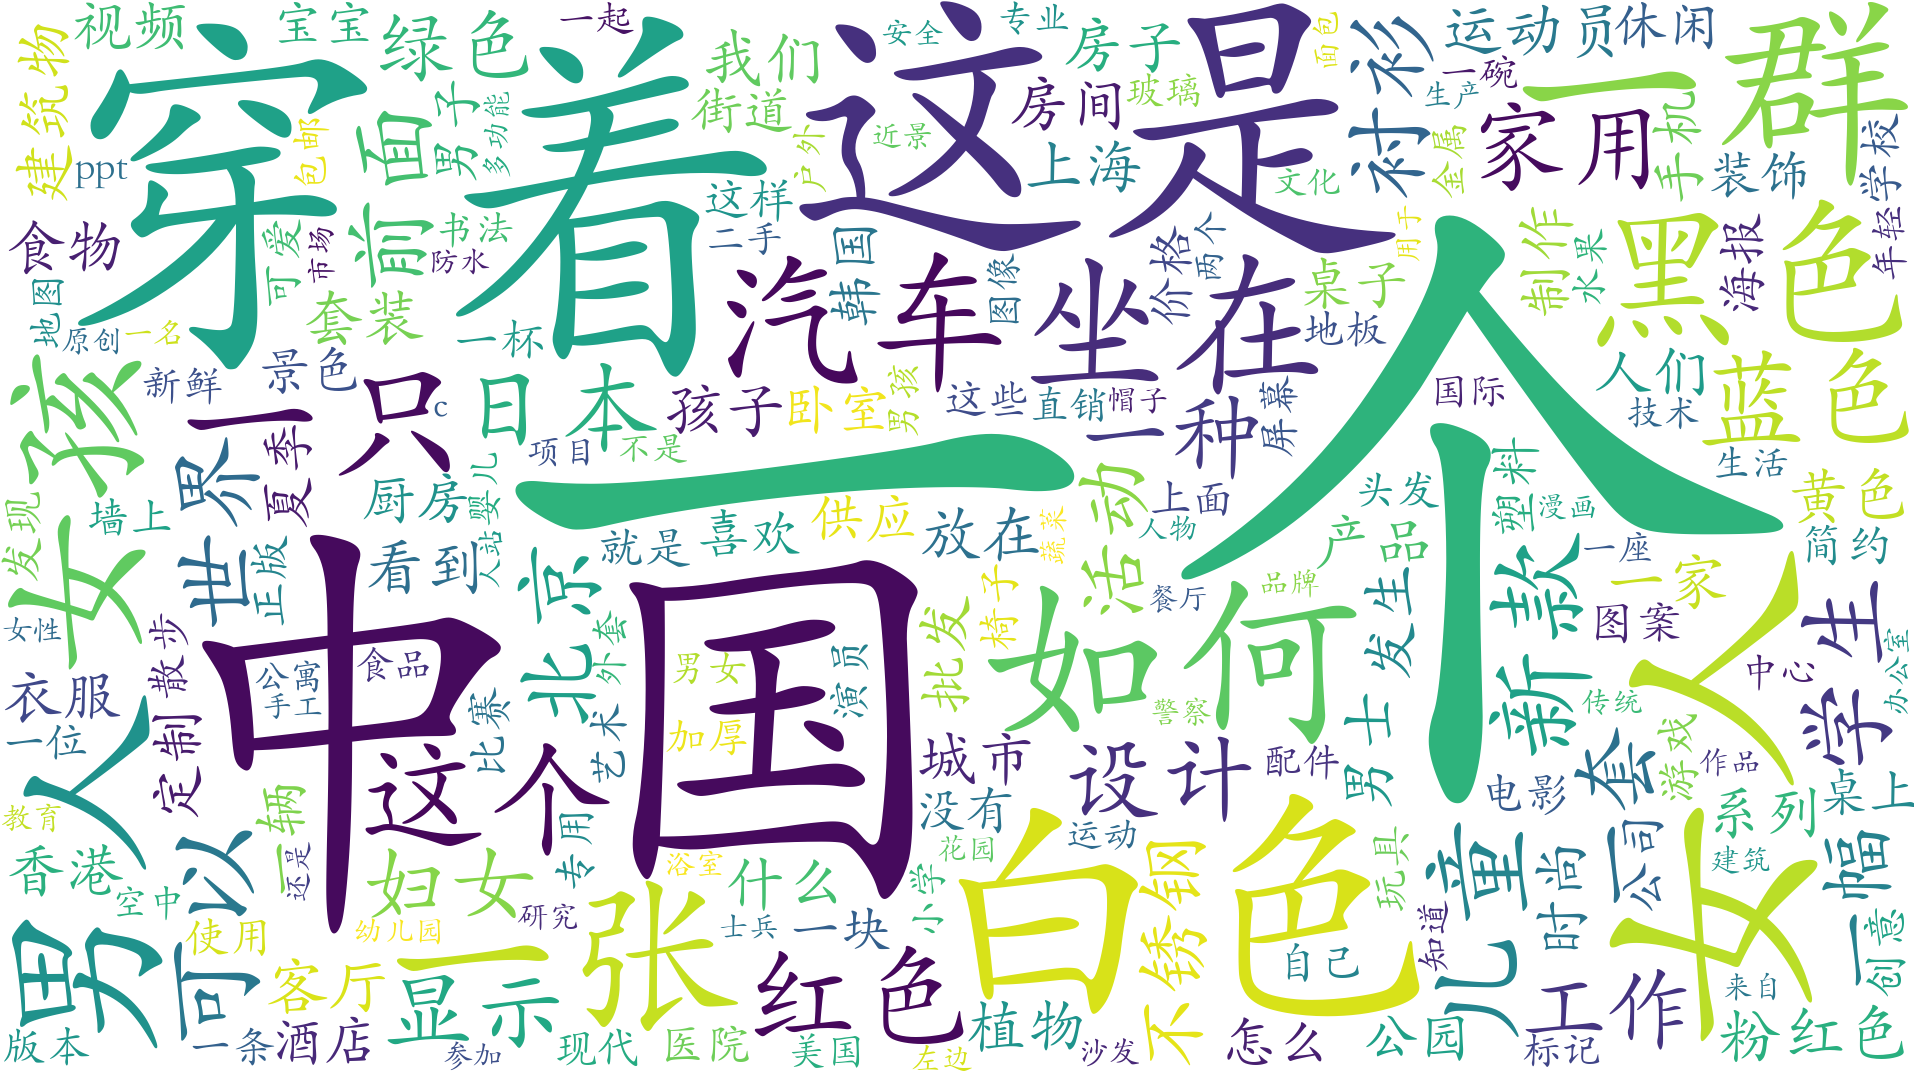 穿着
这是
一个
中国
白色
一群
黑色
女人
男人
女孩
如何
汽车
坐在
家用
衬衫
运动员
休闲
视频
宝宝
绿色
一起
我们
街道
安全
专业
房子
房间
玻璃
面包
一碗
生产
建筑物
ppt
包邮
前面
男子
多功能
户外
近景
上海
文化
金属
手机
装饰
学校
食物
可爱
市场
书法
防水
这样
二手
韩国
图像
价格
两个
用于
桌子
地板
制作
水果
海报
年轻
地图
原创
一名
套装
一杯
新鲜
景色
一只
c
日本
孩子
卧室
男孩
这些
直销
帽子
一种
屏幕
国际
人们
技术
蓝色
世界
夏季
项目
不是
厨房
婴儿
人站
供应
就是
喜欢
放在
蔬菜
活动
上面
人物
头发
产品
塑料
漫画
生活
黄色
简约
发现
墙上
正版
看到
北京
椅子
餐厅
品牌
发生
新款
一座
一家
图案
学生
中心
办公室
女性
衣服
一位
散步
定制
公寓
手工
食品
外套
男女
加厚
演员
批发
警察
男士
传统
游戏
作品
这个
比赛
艺术
城市
没有
设计
配件
电影
一套
系列
桌上
教育
香港
空中
可以
一辆
还是
妇女
专用
浴室
什么
花园
运动
不锈钢
玩具
儿童
时尚
公司
建筑
一幅
创意
使用
幼儿园
研究
一张
士兵
一块
小学
自己
知道
版本
一条
客厅
酒店
显示
参加
现代
医院
红色
美国
左边
植物
沙发
怎么
公园
工作
标记
来自
粉红色